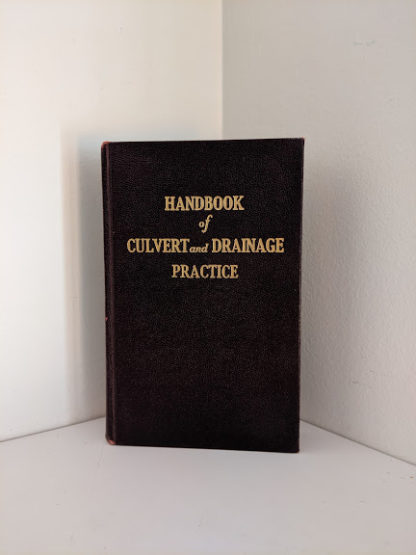 HANDBOOK
of
CULVERT and DRAINAGE
PRACTICE